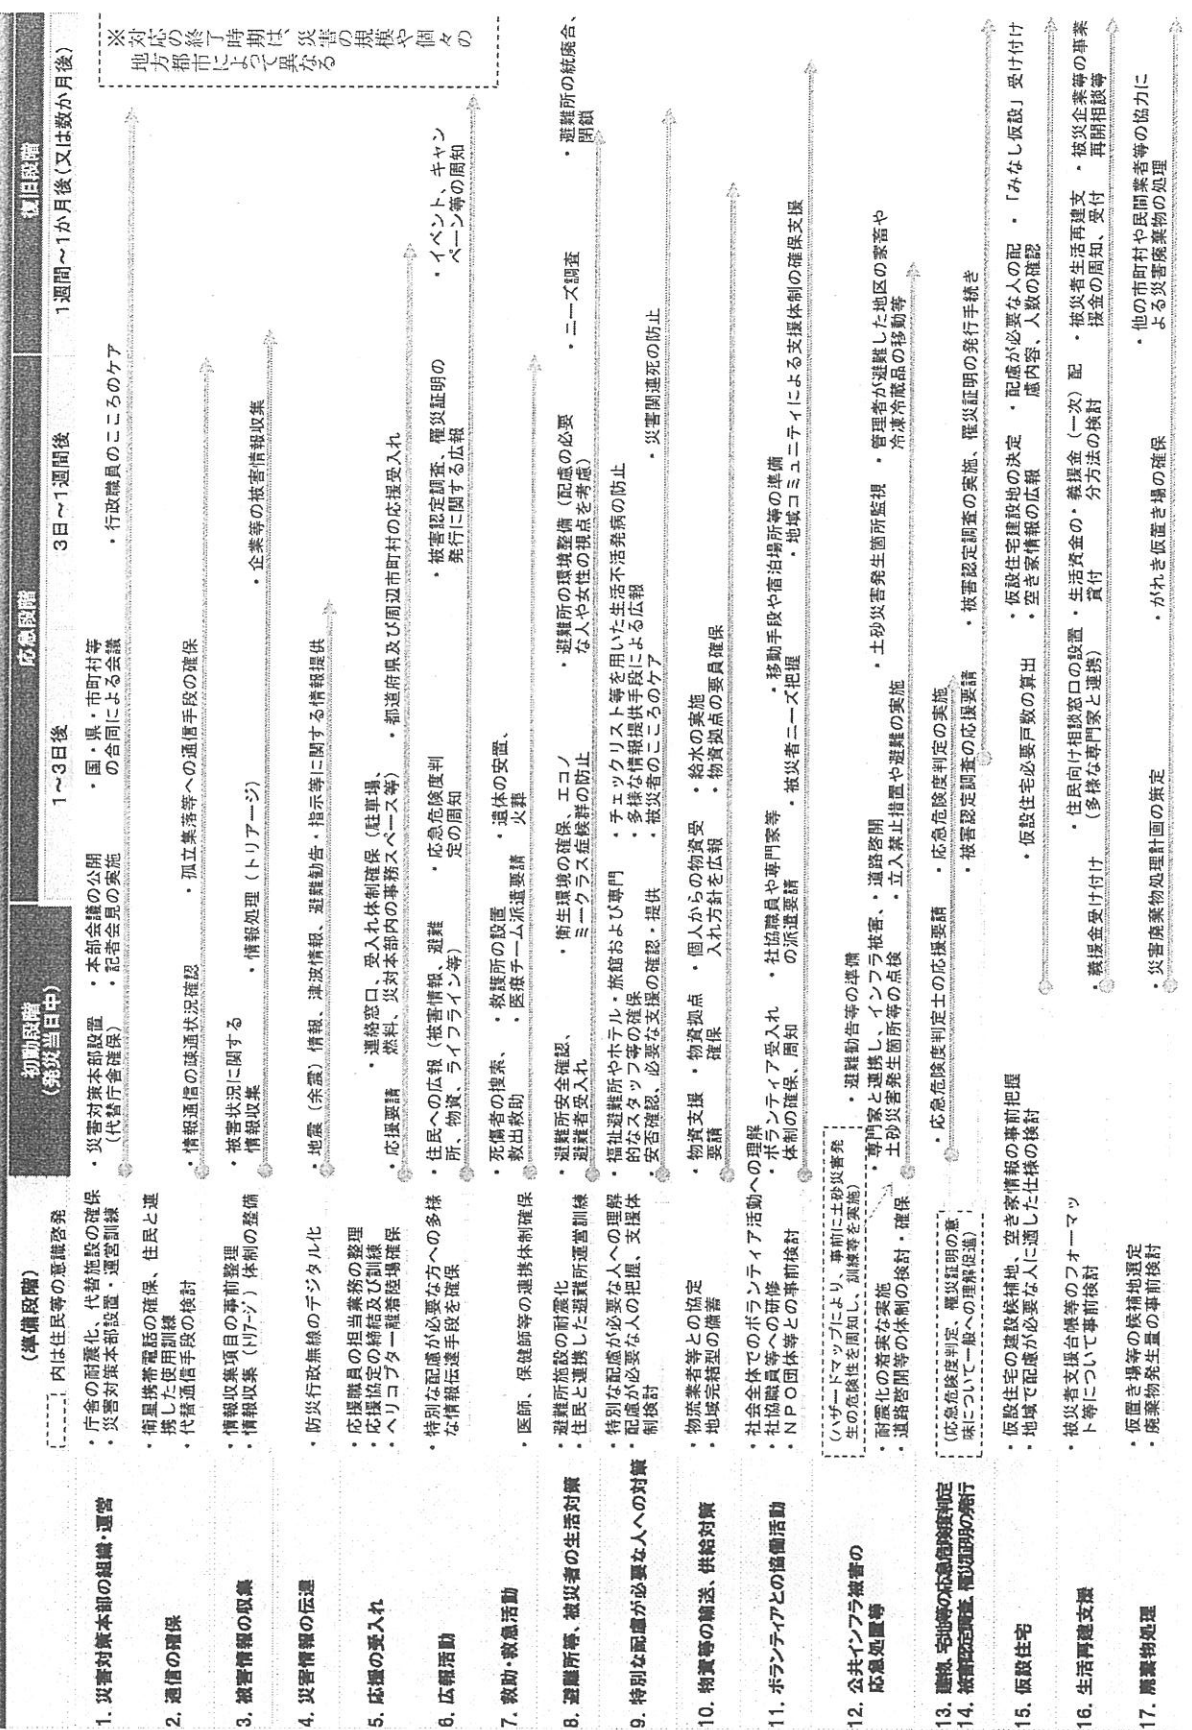 (準備段階)
内は住民等の意識啓発
初動段階
(発災当日中)
応急段階
1~3日後
3日~1週間後
復旧段階
1週間~1か月後(又は数か月後)
※対応の終了時期は、災害の規模や個々の
地方都市によって異なる
1. 災害対策本部の組織・運営
・庁舎の耐震化、代替施設の確保
・災害対策本部設置・運営訓練
・災害対策本部設置
(代替庁舎確保)
・本部会議の公開
・記者会見の実施
・国・県・市町村等
の合同による会議
・行政職員のこころのケア
2. 通信の確保
・衛星携帯電話の確保、住民と連
携した使用訓練
・代替通信手段の検討
・情報通信の疎通状況確認
・孤立集落等への通信手段の確保
3. 被害情報の収集
・情報収集項目の事前整理
・情報収集(トリアージ)体制の整備
・被害状況に関する
情報収集
・情報処理(トリアージ)
・企業等の被害情報収集
4. 災害情報の伝達
・防災行政無線のデジタル化
・地震(余震)情報、津波情報、避難勧告・指示等に関する情報提供
5. 応援の受入れ
・応援職員の担当業務の整理
・応援協定の締結及び訓練
・ヘリコプター離着陸場確保
・応援要請
・連絡窓口、受入れ体制確保(駐車場、
燃料、災対本部内の事務スペース等)
・都道府県及び周辺市町村の応援受入れ
6. 広報活動
・特別な配慮が必要な方への多様
な情報伝達手段を確保
・住民への広報(被害情報、避難
所、物資、ライフライン等)
・応急危険度判
定の周知
・被害認定調査、罹災証明の
発行に関する広報
・イベント、キャン
ペーン等の周知
7. 救助・救急活動
・医師、保健師等の連携体制確保
・死傷者の捜索、
救出救助
・救護所の設置
・医療チーム派遣要請
・遺体の安置、
火葬
8. 避難所等、被災者の生活対策
・避難所施設の耐震化
・住民と連携した避難所運営訓練
・避難所安全確認、
避難者受入れ
・衛生環境の確保、エコノ
ミークラス症候群の防止
・避難所の環境整備(配慮の必要
な人や女性の視点を考慮)
・ニーズ調査
・避難所の統廃合、
閉鎖
9. 特別な配慮が必要な人への対策
・特別な配慮が必要な人への理解
・配慮が必要な人の把握、支援体
制検討
・福祉避難所やホテル・旅館および専門
的なスタッフ等の確保
・安否確認、必要な支援の確認・提供
・チェックリスト等を用いた生活不活発病の防止
・多様な情報提供手段による広報
・被災者のこころのケア
・災害関連死の防止
10. 物資等の輸送、供給対策
・物流業者等との協定
・地域完結型の備蓄
・物資支援
要請
・物資拠点
確保
・個人からの物資受
入れ方針を広報
・給水の実施
・物資拠点の要員確保
11. ボランティアとの協働活動
・社会全体でのボランティア活動への理解
・社協職員等への研修
・NPO団体等との事前検討
・ボランティア受入れ
体制の確保、周知
・社協職員や専門家等
の派遣要請
・被災者ニーズ把握
・移動手段や宿泊場所等の準備
・地域コミュニティによる支援体制の確保支援
12. 公共インフラ被害の
応急処置等
(ハザードマップにより、事前に土砂災害発
生の危険性を周知し、訓練等を実施)
・耐震化の着実な実施
・道路啓開等の体制の検討・確保
・避難勧告等の準備
・専門家と連携し、インフラ被害、
土砂災害発生箇所等の点検
・道路啓開
・立入禁止措置や避難の実施
・土砂災害発生箇所監視
・管理者が避難した地区の家畜や
冷凍冷蔵品の移動等
13. 建物、宅地等の応急危険度判定
14. 被害認定調査、罹災証明の発行
(応急危険度判定、罹災証明の意
味について一般への理解促進)
・応急危険度判定士の応援要請
・応急危険度判定の実施
・被害認定調査の応援要請
・被害認定調査の実施、罹災証明の発行手続き
15. 仮設住宅
・仮設住宅の建設候補地、空き家情報の事前把握
・地域で配慮が必要な人に適した仕様の検討
・仮設住宅必要戸数の算出
・仮設住宅建設地の決定
・空き家情報の広報
・配慮が必要な人の配
慮内容、人数の確認
・「みなし仮設」受け付け
16. 生活再建支援
・被災者支援台帳等のフォーマッ
ト等について事前検討
・義援金受け付け
・住民向け相談窓口の設置
(多様な専門家と連携)
・生活資金の
貸付
・義援金(一次)配
分方法の検討
・被災者生活再建支
援金の周知、受付
・被災企業等の事業
再開相談等
17. 廃棄物処理
・仮置き場等の候補地選定
・廃棄物発生量の事前検討
・災害廃棄物処理計画の策定
・がれき仮置き場の確保
・他の市町村や民間業者等の協力に
よる災害廃棄物の処理